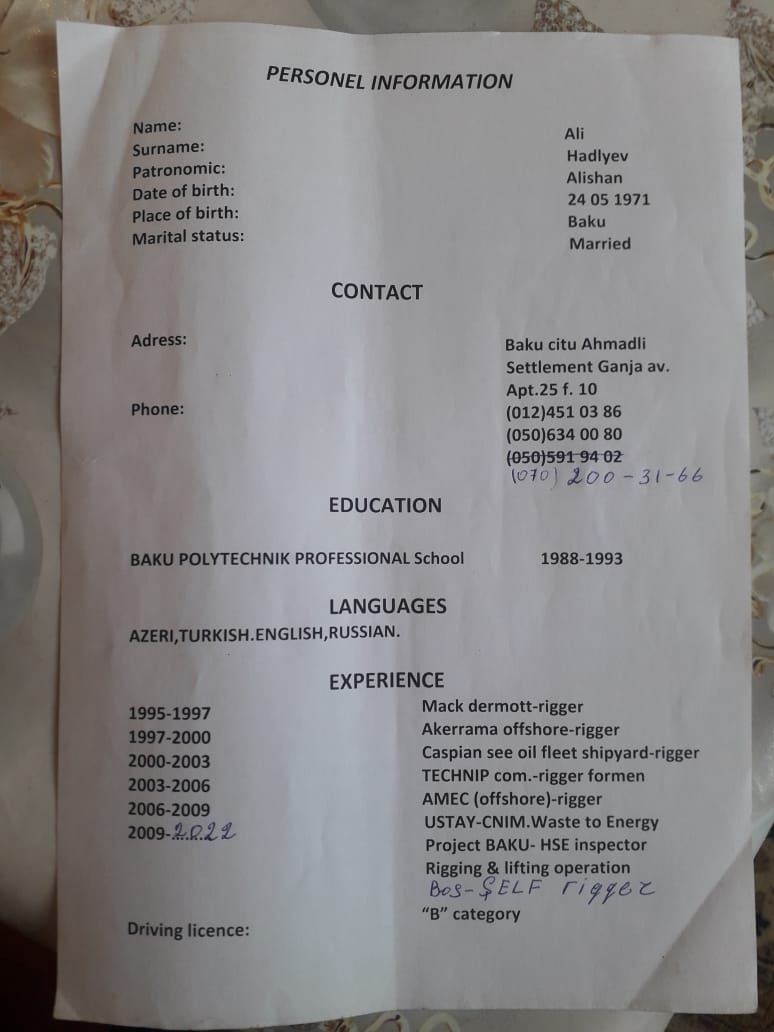 PERSONEL INFORMATION
Name: Ali
Surname: Hadlyev
Patronomic: Alishan
Date of birth: 24 05 1971
Place of birth: Baku
Marital status: Married
CONTACT
Adress: Baku citu Ahmadli
Settlement Ganja av.
Apt.25 f. 10
Phone: (012)451 03 86
(050)634 00 80
(050)591 94 02
(070) 200-31-66
EDUCATION
BAKU POLYTECHNIK PROFESSIONAL School 1988-1993
LANGUAGES
AZERI,TURKISH.ENGLISH,RUSSIAN.
EXPERIENCE
1995-1997 Mack dermott-rigger
1997-2000 Akerrama offshore-rigger
2000-2003 Caspian see oil fleet shipyard-rigger
2003-2006 TECHNIP com.-rigger formen
2006-2009 AMEC (offshore)-rigger
2009-2022 USTAY-CNIM.Waste to Energy
Project BAKU- HSE inspector
Rigging & lifting operation
Bos-ŞELF rigger
Driving licence: “B” category